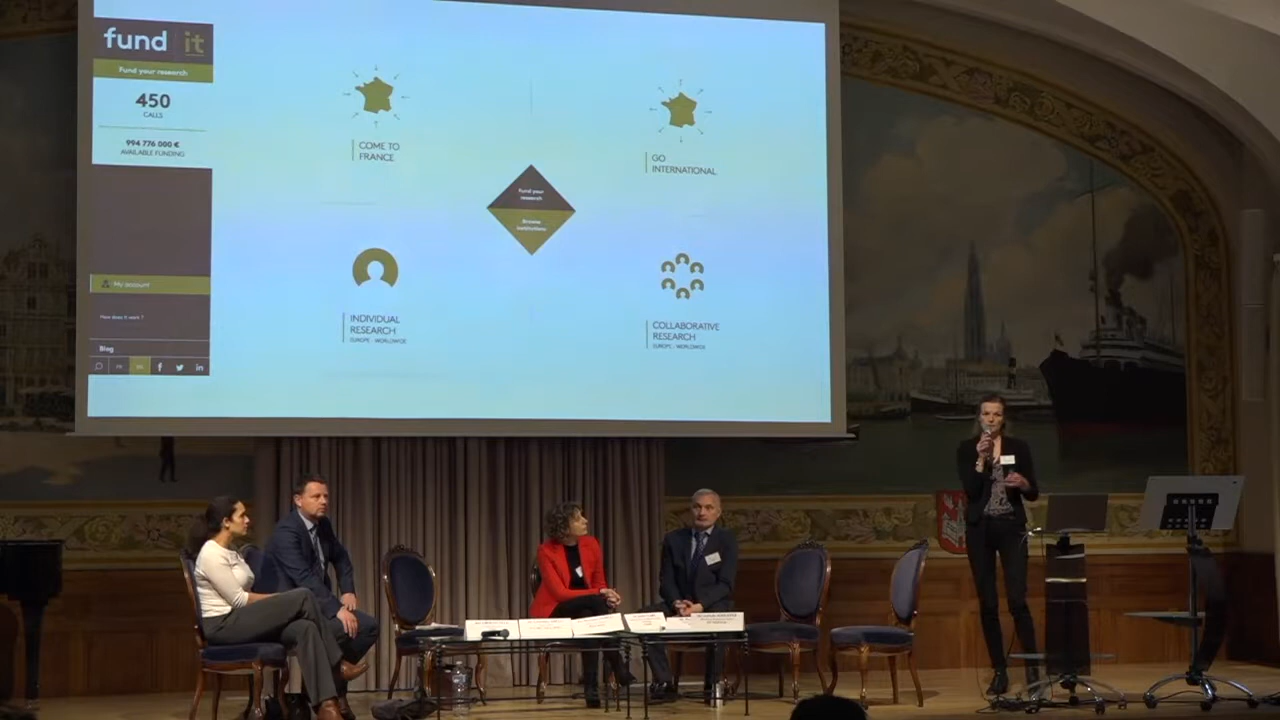 fund it
Fund your research
450
CALLS
994 776 000 €
AVAILABLE FUNDING
My account
How does it work ?
Blog
COME TO
FRANCE
GO
INTERNATIONAL
Fund your
research
Browse
institutions
INDIVIDUAL
RESEARCH
EUROPE - WORLDWIDE
COLLABORATIVE
RESEARCH
EUROPE - WORLDWIDE